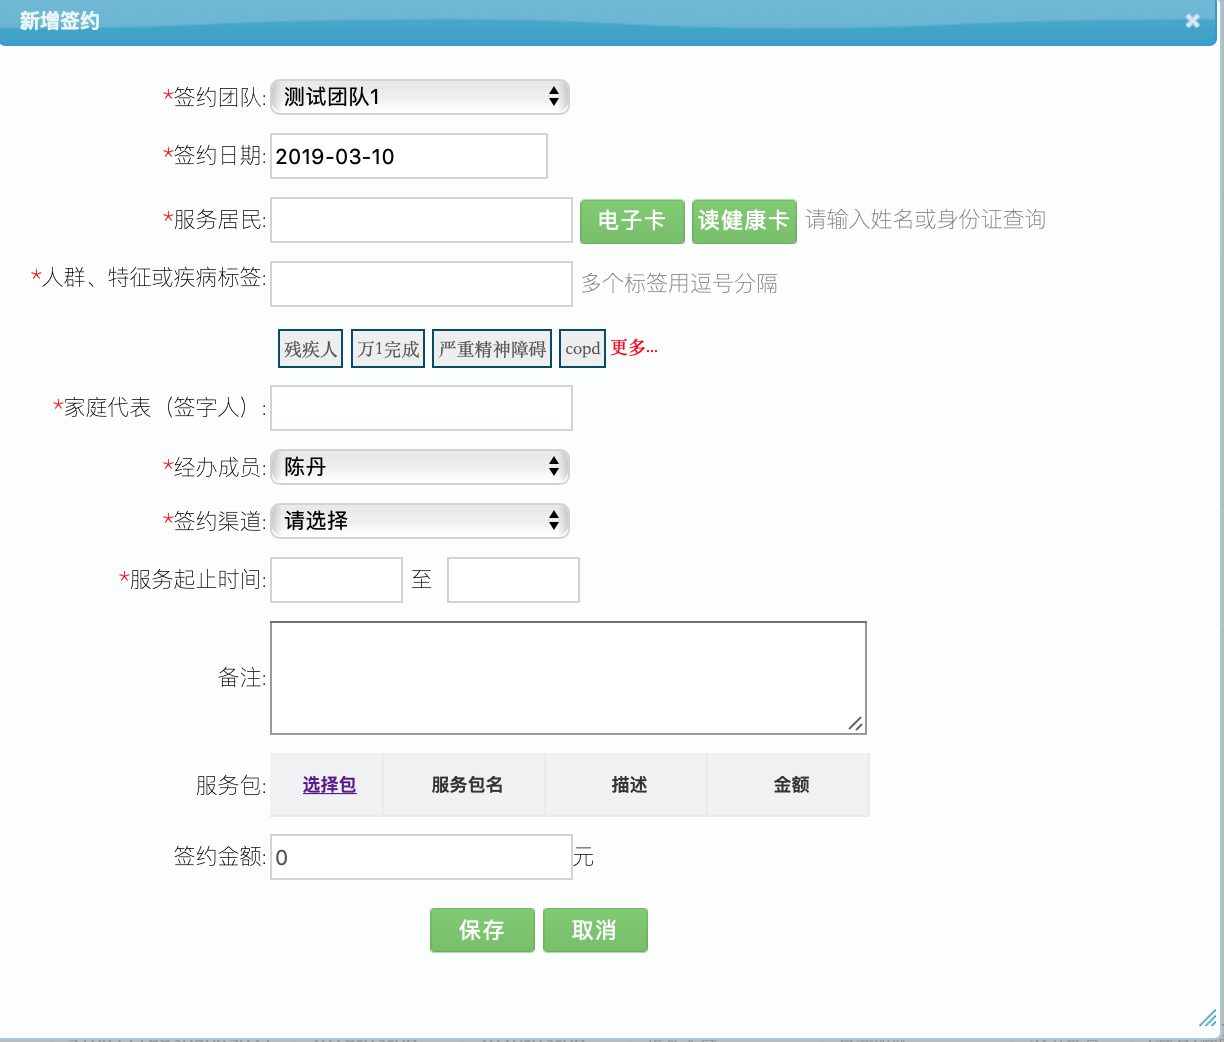 新增签约
*签约团队: 测试团队1
*签约日期: 2019-03-10
*服务居民: 电子卡 读健康卡 请输入姓名或身份证查询
*人群、特征或疾病标签: 多个标签用逗号分隔
残疾人 万1完成 严重精神障碍 copd 更多...
*家庭代表（签字人）:
*经办成员: 陈丹
*签约渠道: 请选择
*服务起止时间: 至
备注:
服务包: 选择包 服务包名 描述 金额
签约金额: 0 元
保存 取消